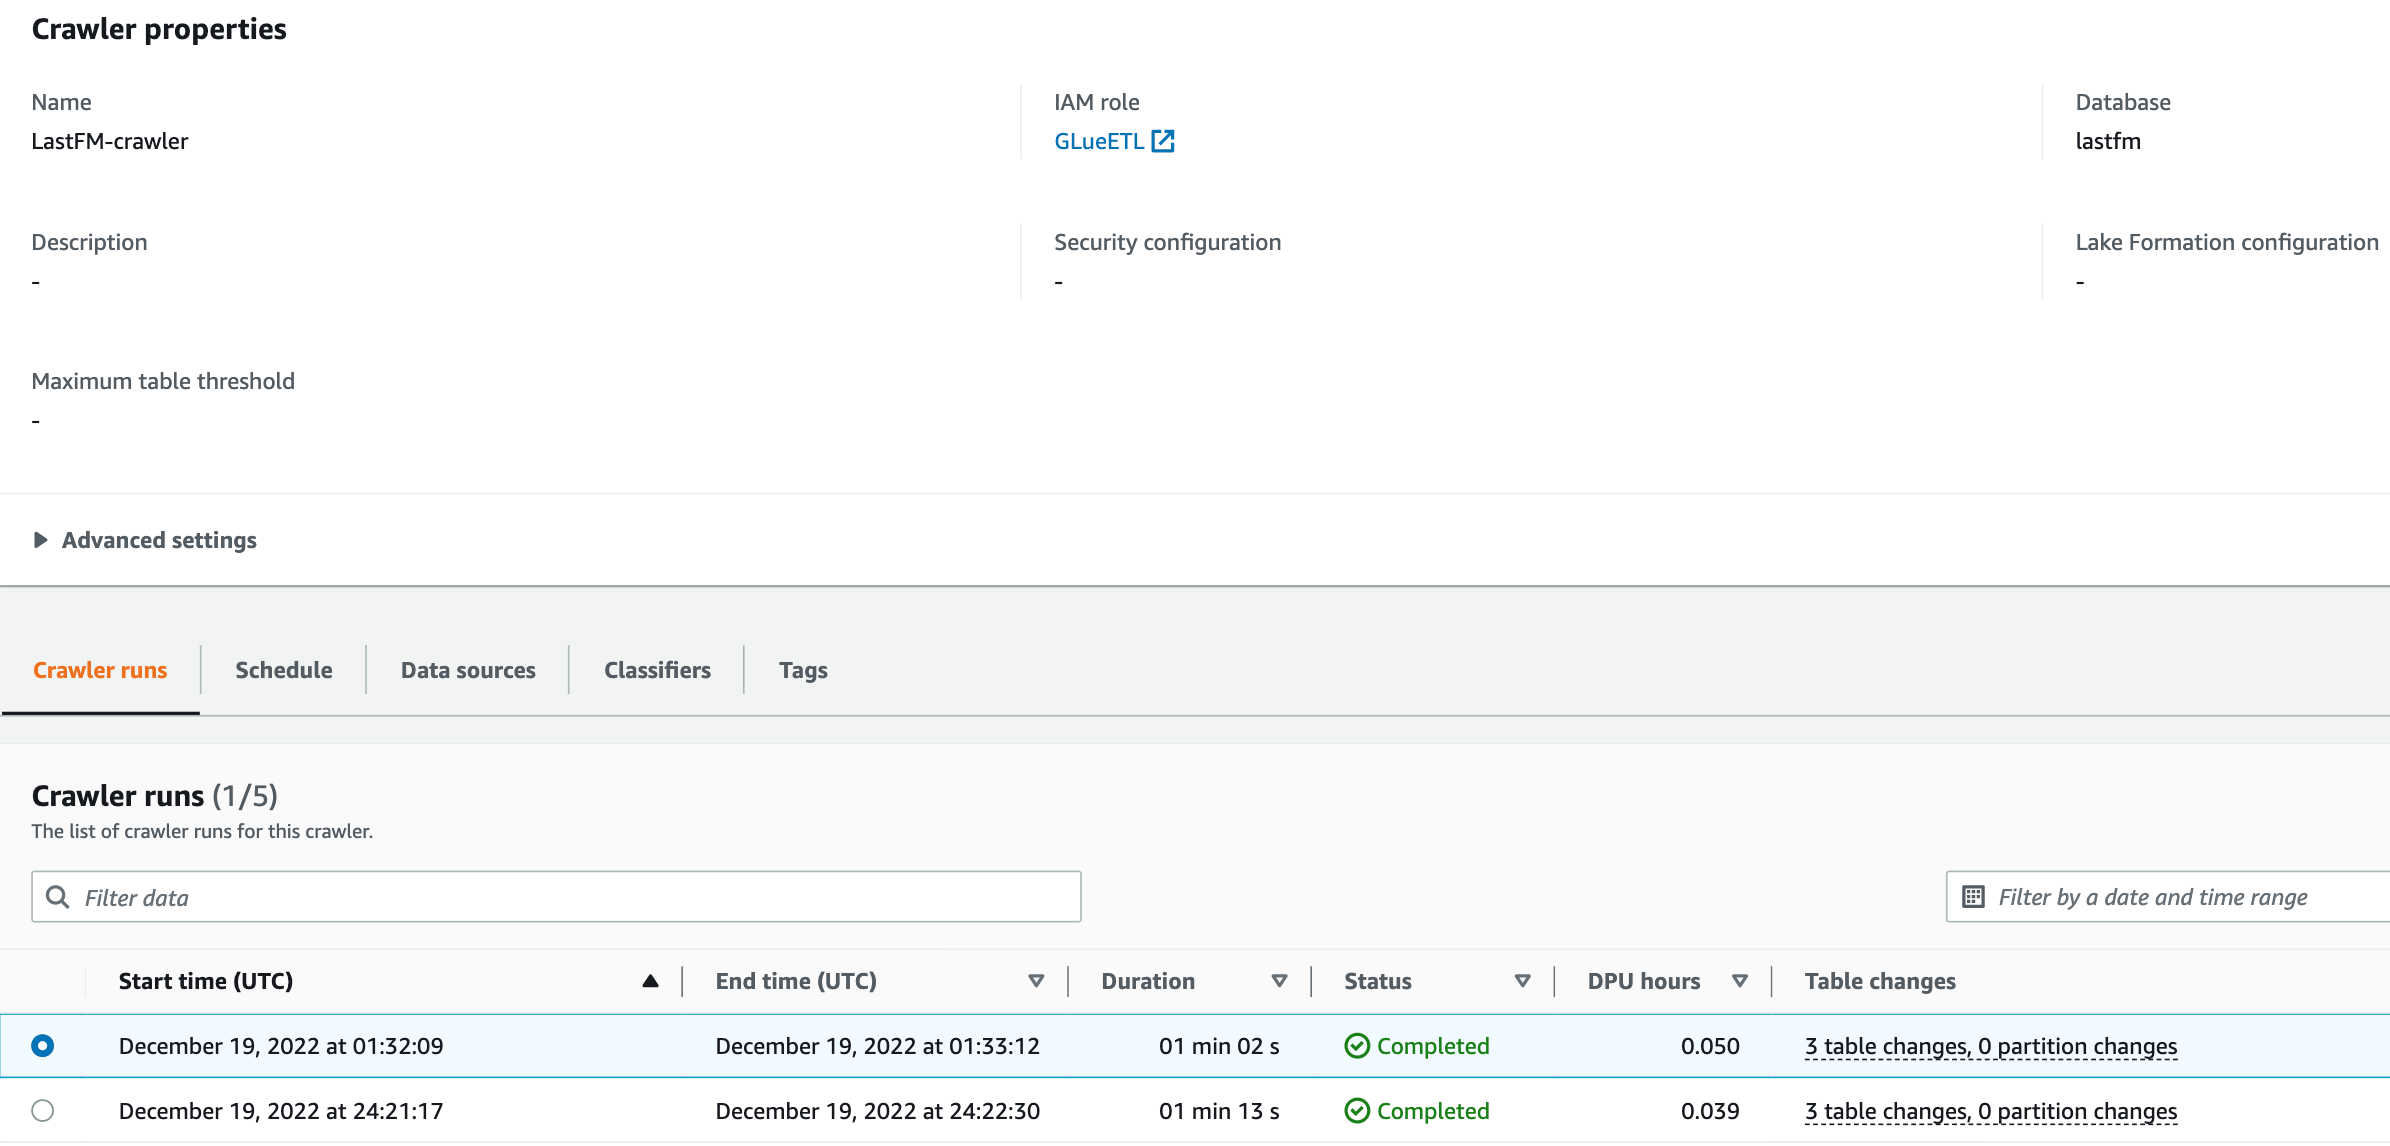 Crawler properties
Name
IAM role
Database
LastFM-crawler
GLueETL
lastfm
Description
Security configuration
Lake Formation configuration
-
-
-
Maximum table threshold
-
Advanced settings
Crawler runs
Schedule
Data sources
Classifiers
Tags
Crawler runs (1/5)
The list of crawler runs for this crawler.
Filter data
Filter by a date and time range
Start time (UTC)
End time (UTC)
Duration
Status
DPU hours
Table changes
December 19, 2022 at 01:32:09
December 19, 2022 at 01:33:12
01 min 02 s
Completed
0.050
3 table changes, 0 partition changes
December 19, 2022 at 24:21:17
December 19, 2022 at 24:22:30
01 min 13 s
Completed
0.039
3 table changes, 0 partition changes